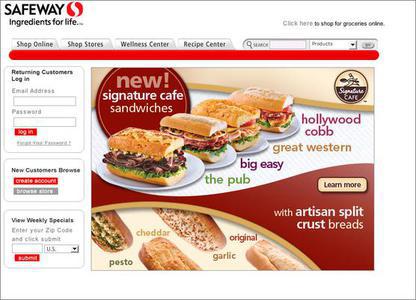 SAFEWAY
Ingredients for life.
Click here to shop for groceries online.
Shop Online
Shop Stores
Wellness Center
Recipe Center
SEARCH
Products
Returning Customers
Log in
Email Address
Password
log in
Forgot Your Password?
New Customers Browse
create account
browse stores
View Weekly Specials
Enter your Zip
Code and click submit
U.S.
submit
new!
signature cafe
sandwiches
Signature
CAFE
hollywood
cobb
great western
big easy
the pub
Learn more
with artisan split
crust breads
cheddar
original
garlic
pesto